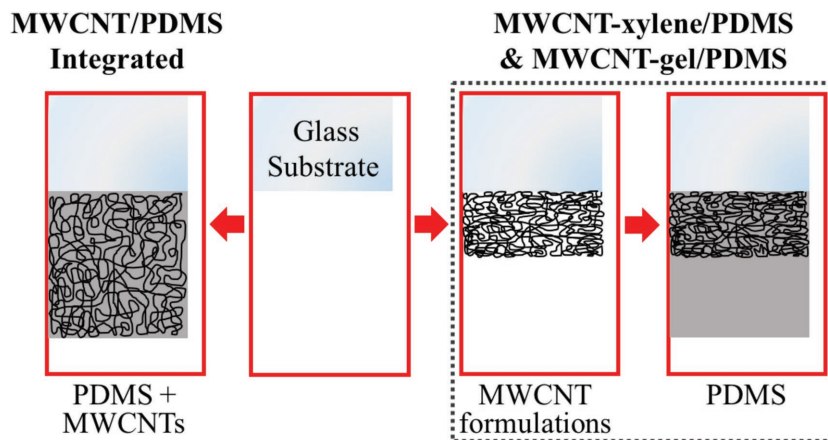 MWCNT/PDMS
Integrated
MWCNT-xylene/PDMS
& MWCNT-gel/PDMS
Glass
Substrate
PDMS +
MWCNTs
MWCNT
formulations
PDMS